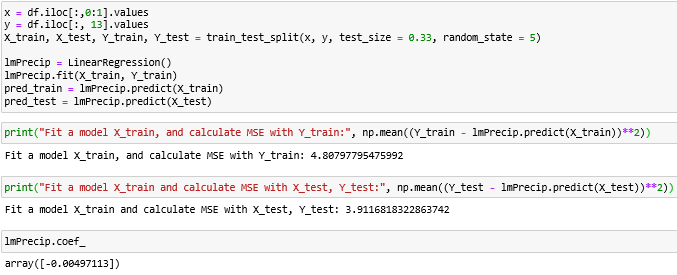 x = df.iloc[:,0:1].values
y = df.iloc[:, 13].values
X_train, X_test, Y_train, Y_test = train_test_split(x, y, test_size = 0.33, random_state = 5)
lmPrecip = LinearRegression()
lmPrecip.fit(X_train, Y_train)
pred_train = lmPrecip.predict(X_train)
pred_test = lmPrecip.predict(X_test)
print("Fit a model X_train, and calculate MSE with Y_train:", np.mean((Y_train - lmPrecip.predict(X_train))**2))
Fit a model X_train, and calculate MSE with Y_train: 4.80797795475992
print("Fit a model X_train and calculate MSE with X_test, Y_test:", np.mean((Y_test - lmPrecip.predict(X_test))**2))
Fit a model X_train and calculate MSE with X_test, Y_test: 3.9116818322863742
lmPrecip.coef_
array([-0.00497113])